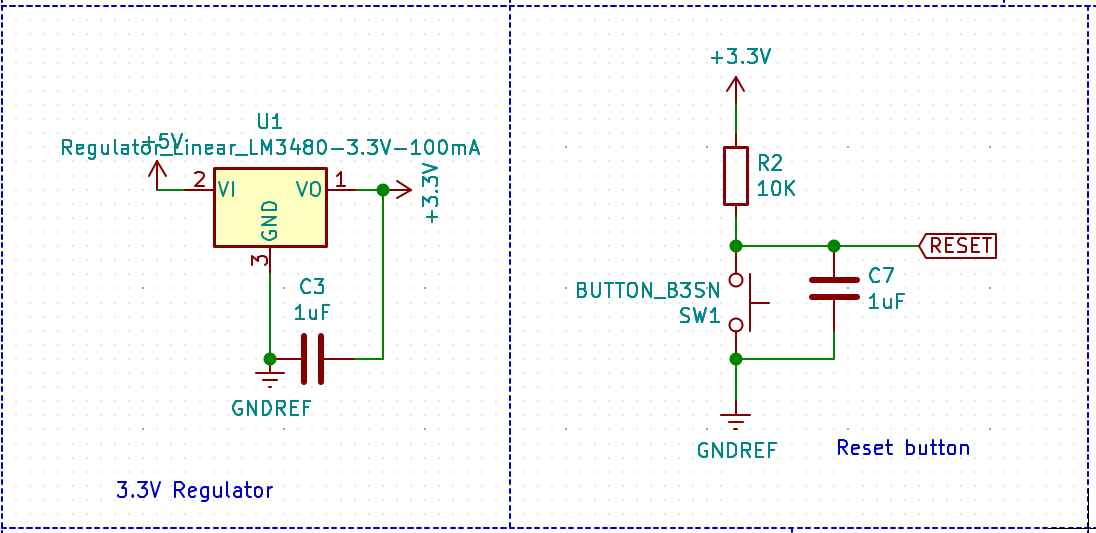 U1
+5V
Regulator_Linear_LM3480-3.3V-100mA
2
VI
VO
1
+3.3V
GND
3
C3
1uF
GNDREF
3.3V Regulator
+3.3V
R2
10K
RESET
BUTTON_B3SN
SW1
C7
1uF
GNDREF
Reset button